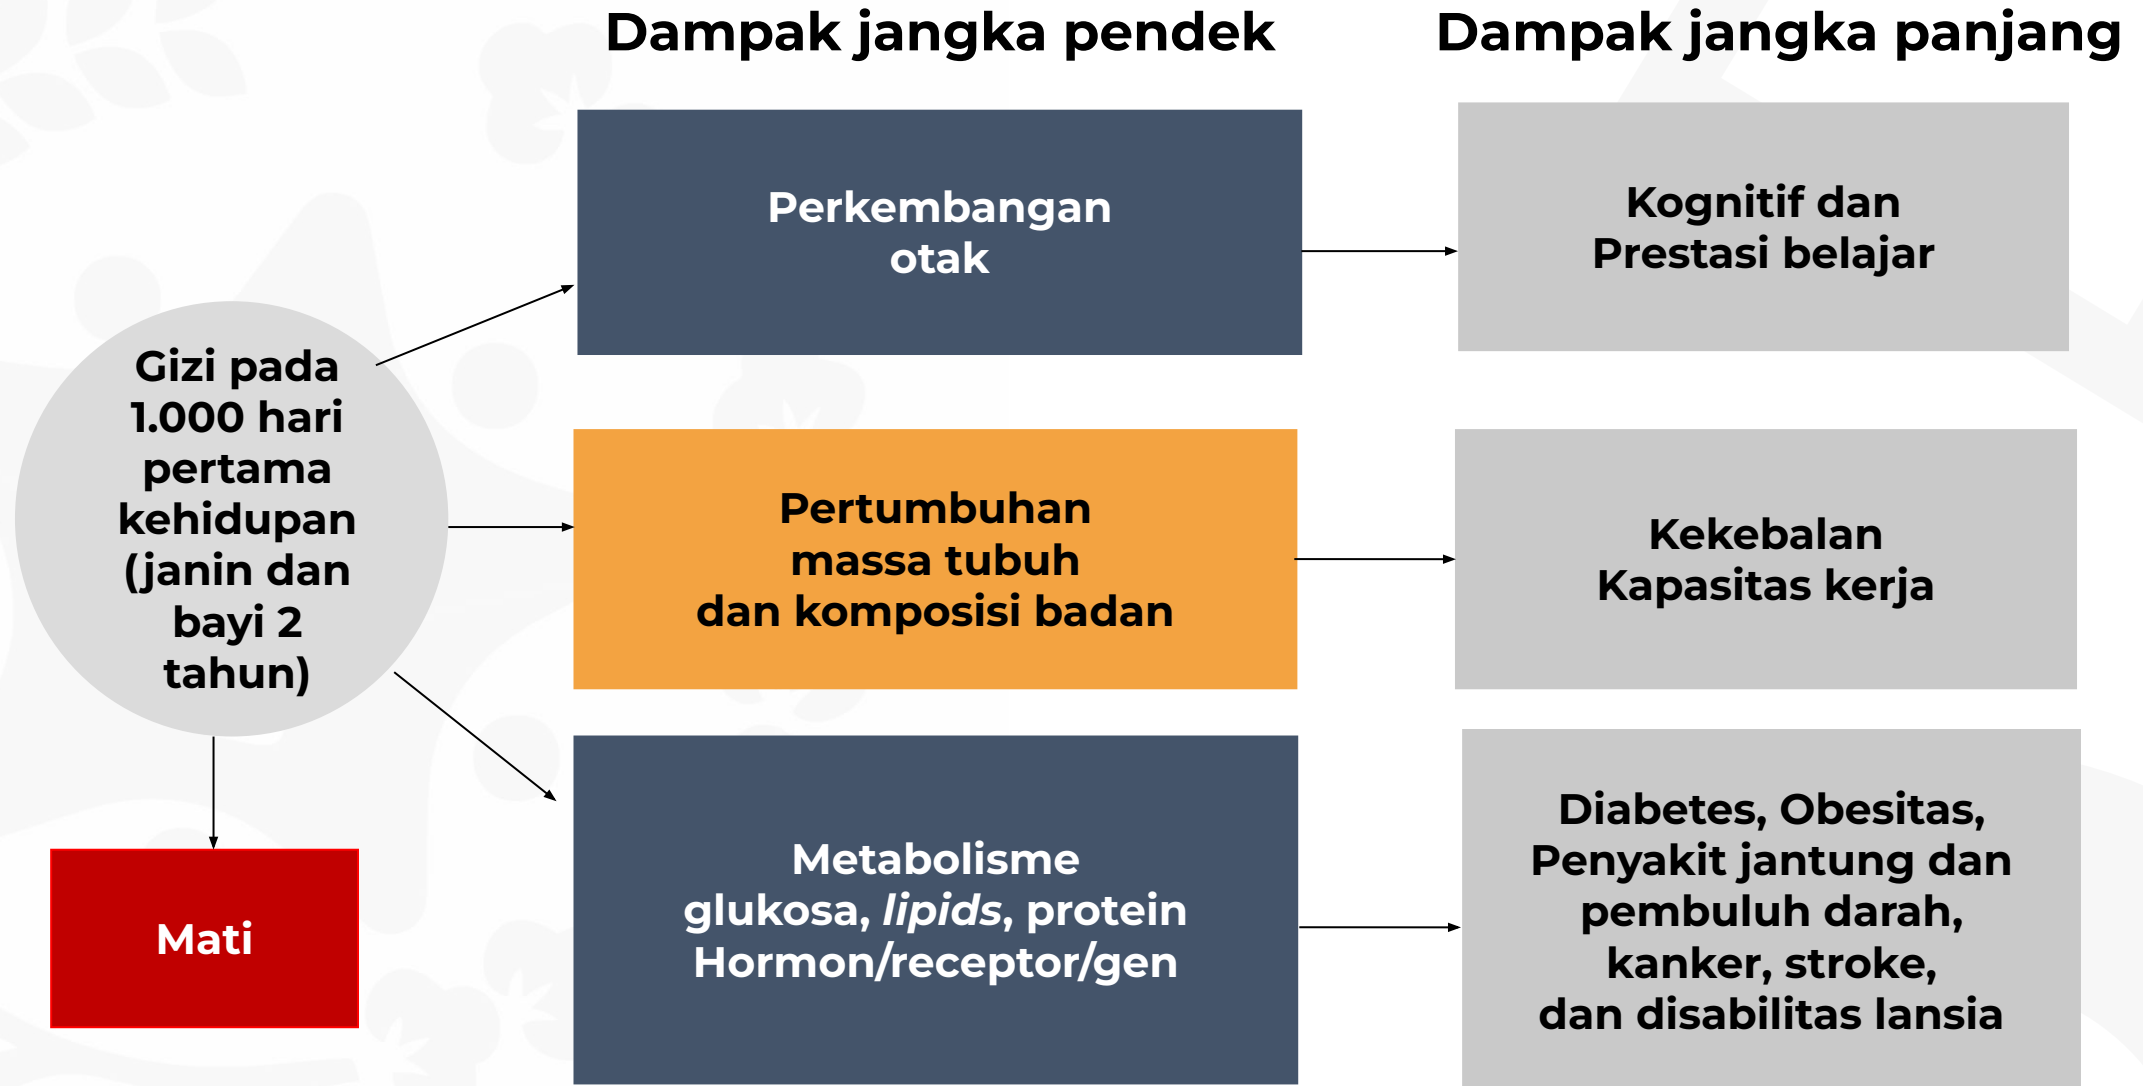 Dampak jangka pendek
Dampak jangka panjang
Gizi pada
1.000 hari
pertama
kehidupan
(janin dan
bayi 2
tahun)
Mati
Perkembangan
otak
Kognitif dan
Prestasi belajar
Pertumbuhan
massa tubuh
dan komposisi badan
Kekebalan
Kapasitas kerja
Metabolisme
glukosa, lipids, protein
Hormon/receptor/gen
Diabetes, Obesitas,
Penyakit jantung dan
pembuluh darah,
kanker, stroke,
dan disabilitas lansia